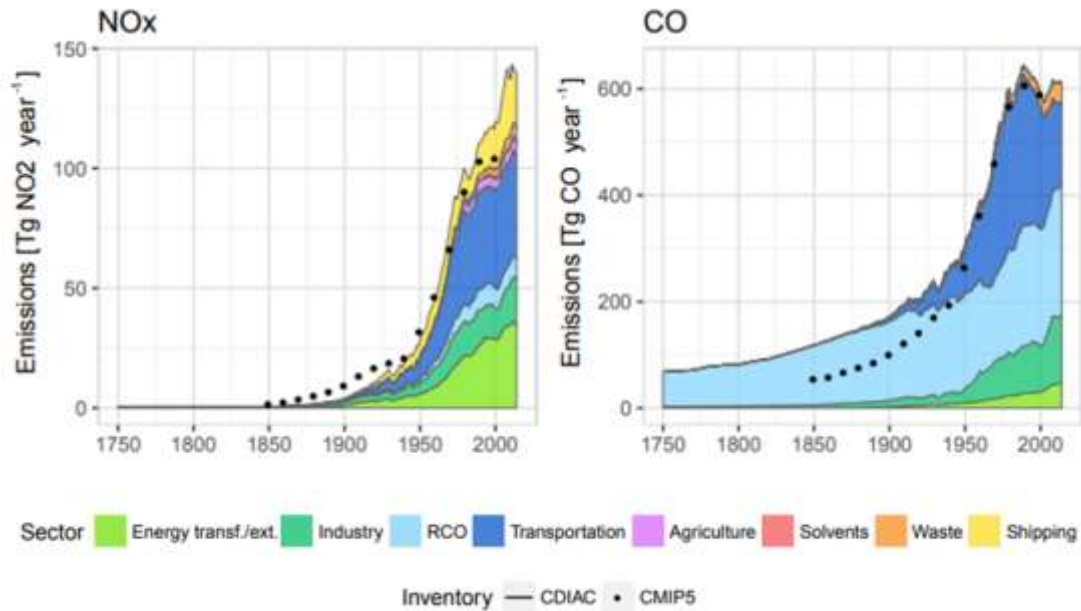 NOx
CO
Emissions [Tg NO2 year⁻¹]
150
100
50
0
1750 1800 1850 1900 1950 2000
Emissions [Tg CO year⁻¹]
600
400
200
0
1750 1800 1850 1900 1950 2000
Sector Energy transf./ext. Industry RCO Transportation Agriculture Solvents Waste Shipping
Inventory CDIAC CMIP5